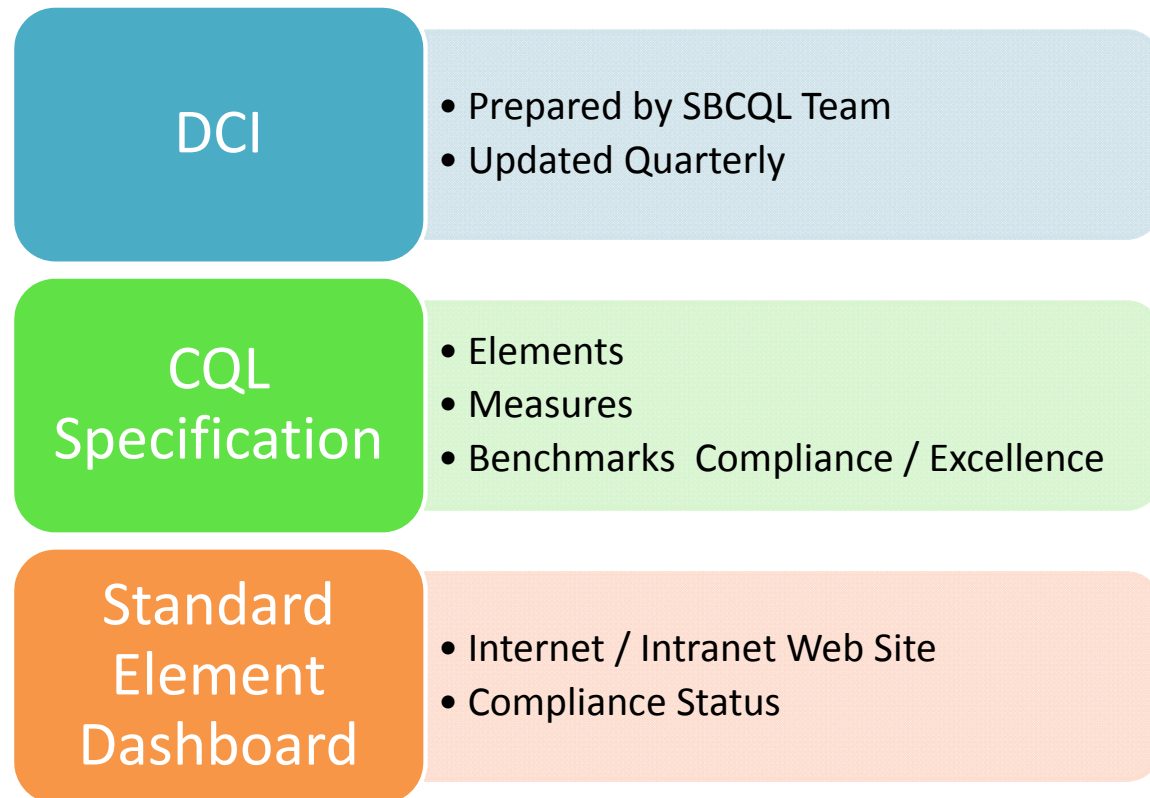 DCI
• Prepared by SBCQL Team
• Updated Quarterly
CQL
Specification
• Elements
• Measures
• Benchmarks  Compliance / Excellence
Standard
Element
Dashboard
• Internet / Intranet Web Site
• Compliance Status